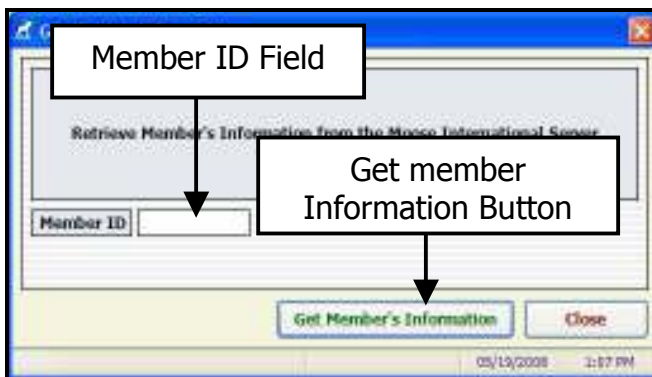 G
Member ID Field
Retrieve Member's Information from the Moose International Server
Get member
Information Button
Member ID
Get Member's Information
Close
05/19/2008 1:07 PM